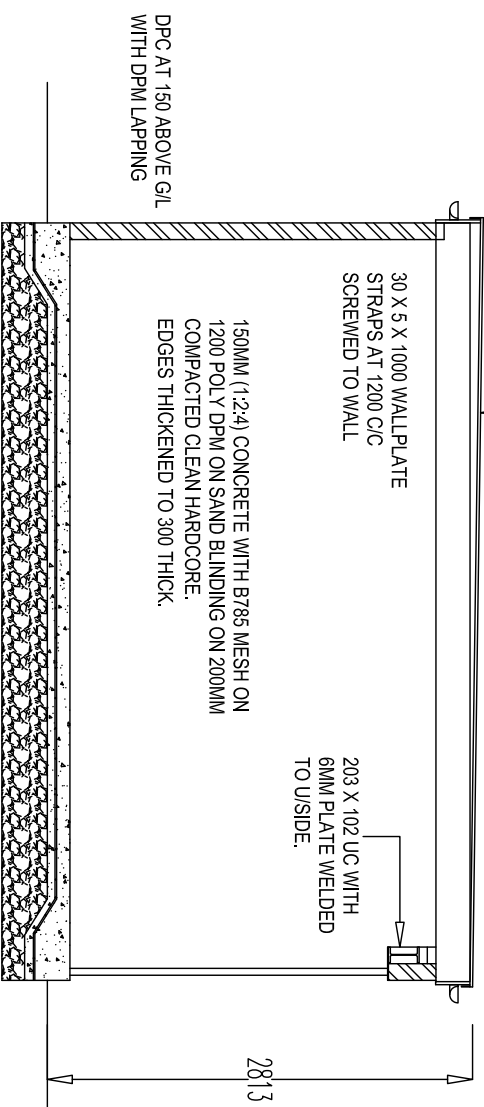 DPC AT 150 ABOVE G/L
WITH DPM LAPPING
30 X 5 X 1000 WALLPLATE
STRAPS AT 1200 C/C
SCREWED TO WALL
150MM (1:2:4) CONCRETE WITH B785 MESH ON
1200 POLY DPM ON SAND BLINDING ON 200MM
COMPACTED CLEAN HARDCORE.
EDGES THICKENED TO 300 THICK.
203 X 102 UC WITH
6MM PLATE WELDED
TO U/SIDE.
2813